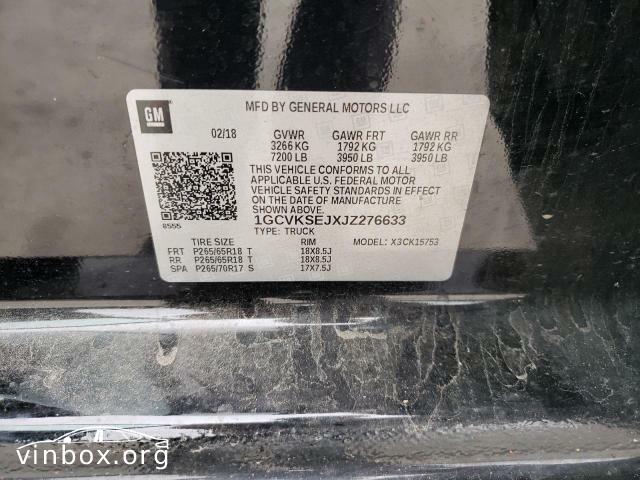 GM
MFD BY GENERAL MOTORS LLC
02/18 GVWR GAWR FRT GAWR RR
3266 KG 1792 KG 1792 KG
7200 LB 3950 LB 3950 LB
THIS VEHICLE CONFORMS TO ALL
APPLICABLE U.S. FEDERAL MOTOR
VEHICLE SAFETY STANDARDS IN EFFECT
ON THE DATE OF MANUFACTURE
SHOWN ABOVE.
8555 1GCVKSEJXJZ276633
TYPE: TRUCK
TIRE SIZE RIM MODEL: X3CK15753
FRT P265/65R18 T 18X8.5J
RR P265/65R18 T 18X8.5J
SPA P265/70R17 S 17X7.5J
vinbox.org